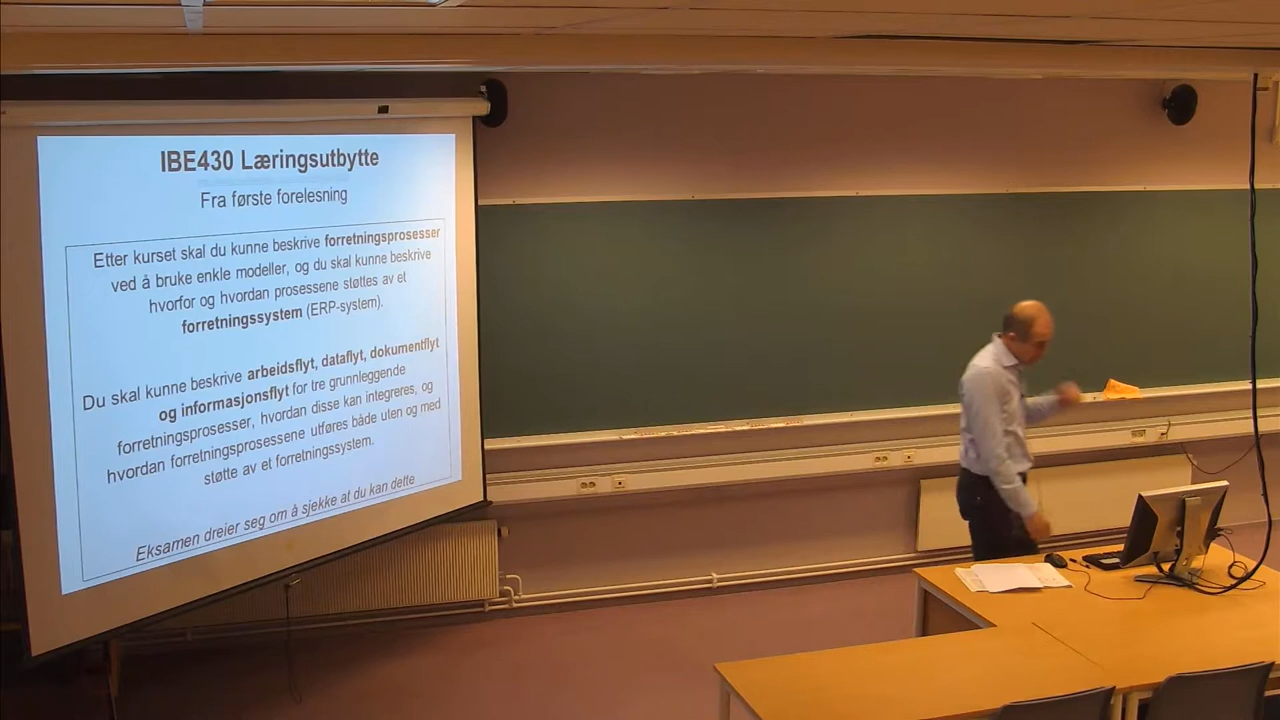 IBE430 Læringsutbytte
Fra første forelesning
Etter kurset skal du kunne beskrive forretningsprosesser
ved å bruke enkle modeller, og du skal kunne beskrive
hvorfor og hvordan prosessene støttes av et
forretningssystem (ERP-system).
Du skal kunne beskrive arbeidsflyt, dataflyt, dokumentflyt
og informasjonsflyt for tre grunnleggende
forretningsprosesser, hvordan disse kan integreres, og
hvordan forretningsprosessene utføres både uten og med
støtte av et forretningssystem.
Eksamen dreier seg om å sjekke at du kan dette